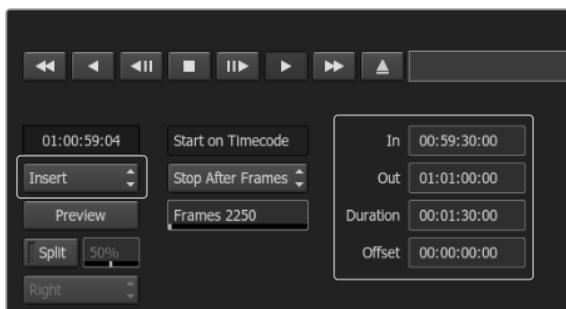 01:00:59:04 Start on Timecode In 00:59:30:00
Insert Stop After Frames Out 01:01:00:00
Preview Frames 2250 Duration 00:01:30:00
Split 50% Offset 00:00:00:00
Right